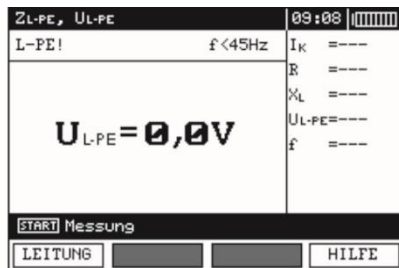 ZL-PE, UL-PE 09:08
L-PE! f<45Hz
IK =---
R =---
XL =---
UL-PE=---
f =---
UL-PE=0,0V
START Messung
LEITUNG HILFE